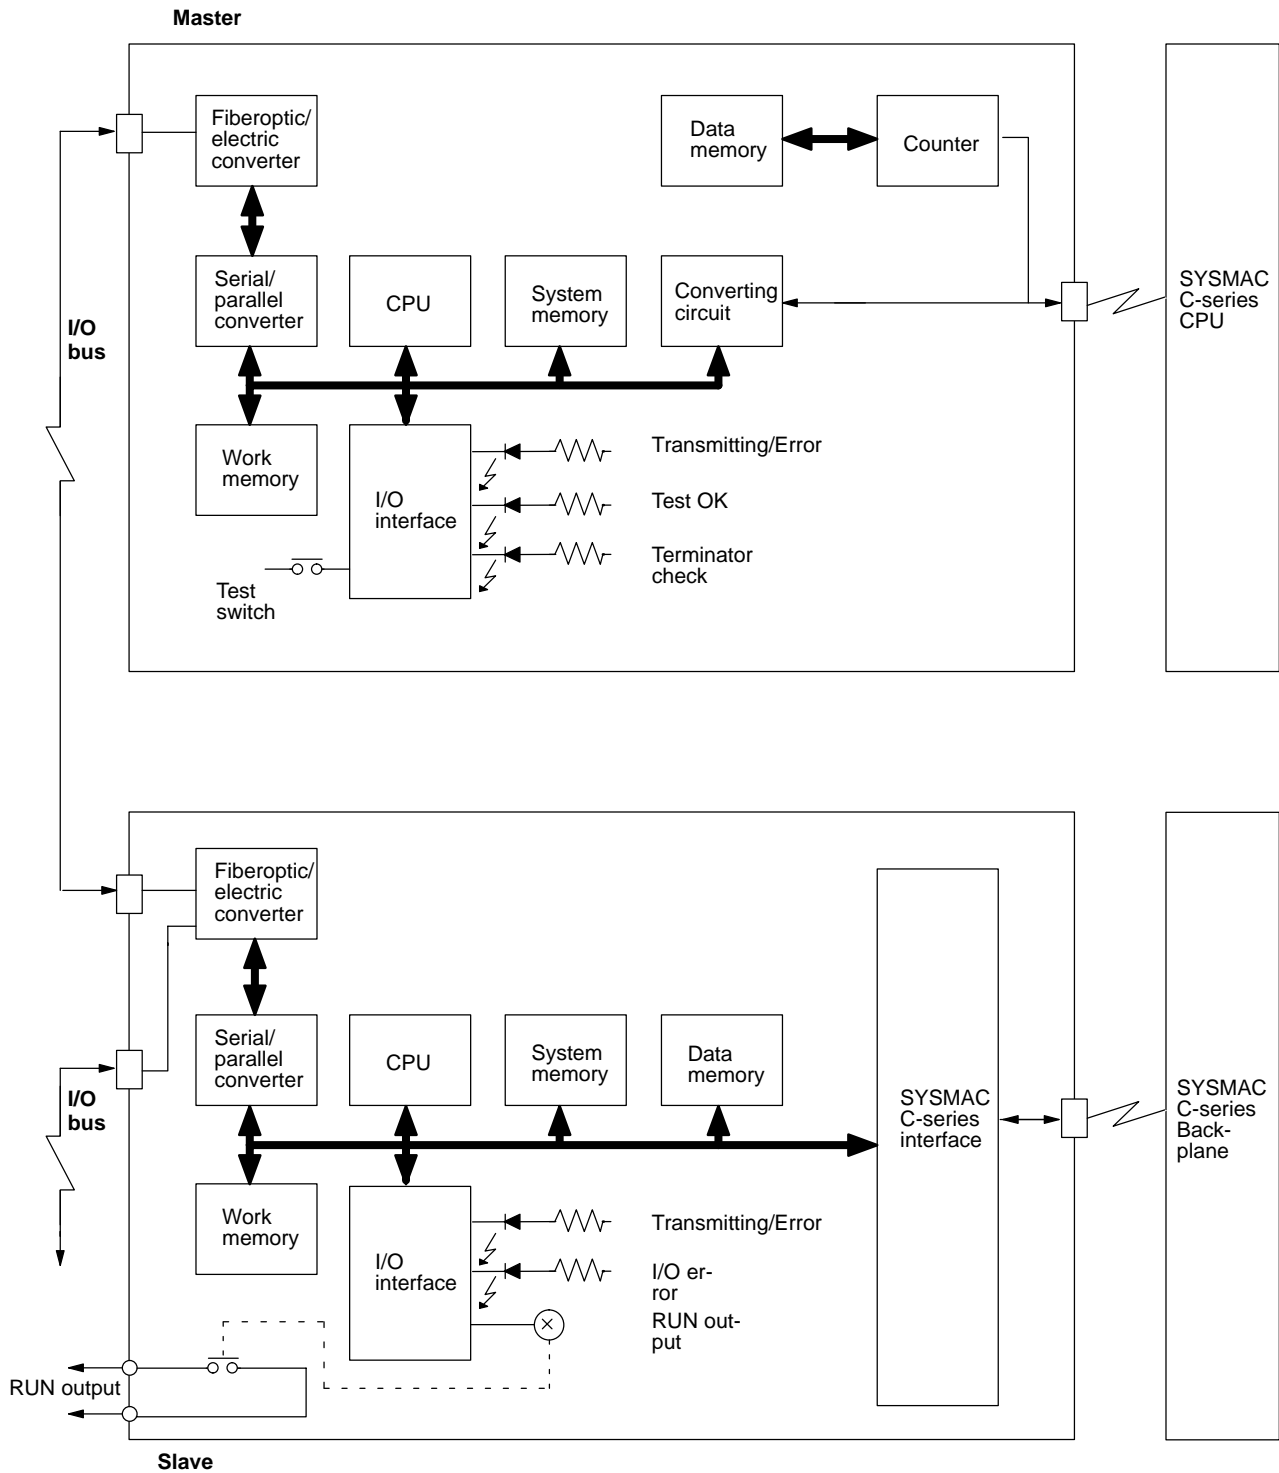 Master
Fiberoptic/
electric
converter
Data
memory
Counter
Serial/
parallel
converter
CPU
System
memory
Converting
circuit
SYSMAC
C-series
CPU
I/O
bus
Work
memory
I/O
interface
Transmitting/Error
Test OK
Terminator
check
Test
switch
Fiberoptic/
electric
converter
Serial/
parallel
converter
CPU
System
memory
Data
memory
SYSMAC
C-series
interface
SYSMAC
C-series
Back-
plane
I/O
bus
Work
memory
I/O
interface
Transmitting/Error
I/O er-
ror
RUN out-
put
RUN output
Slave